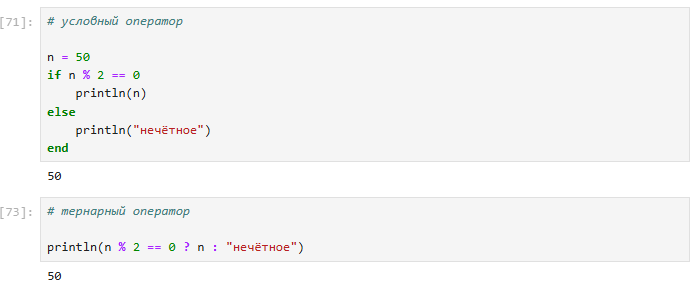 [71]:
# условный оператор
n = 50
if n % 2 == 0
    println(n)
else
    println("нечётное")
end
50
[73]:
# тернарный оператор
println(n % 2 == 0 ? n : "нечётное")
50